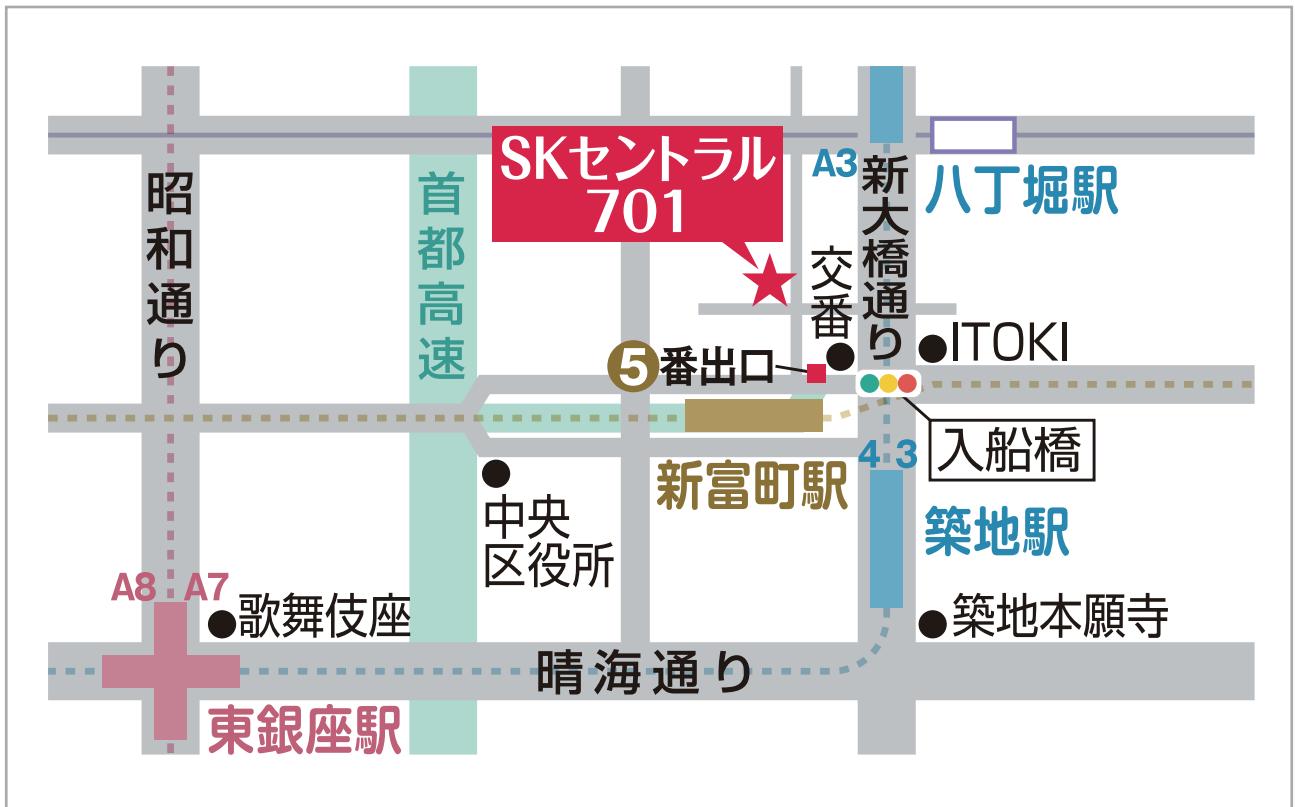 SKセントラル
701
A3
八丁堀駅
新大橋通り
昭和通り
首都高速
交番
ITOKI
5番出口
入船橋
4 3
新富町駅
中央
区役所
築地駅
A8 A7
歌舞伎座
築地本願寺
晴海通り
東銀座駅